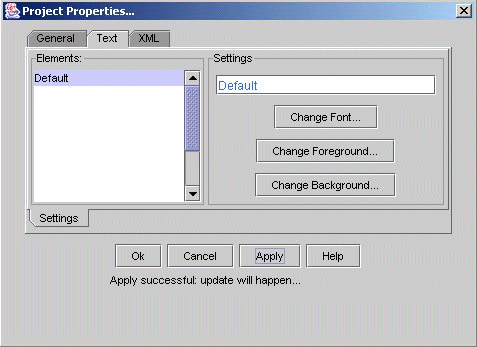 Project Properties...
General Text XML
Elements: Settings
Default
Default
Change Font...
Change Foreground...
Change Background...
Settings
Ok Cancel Apply Help
Apply successful: update will happen...